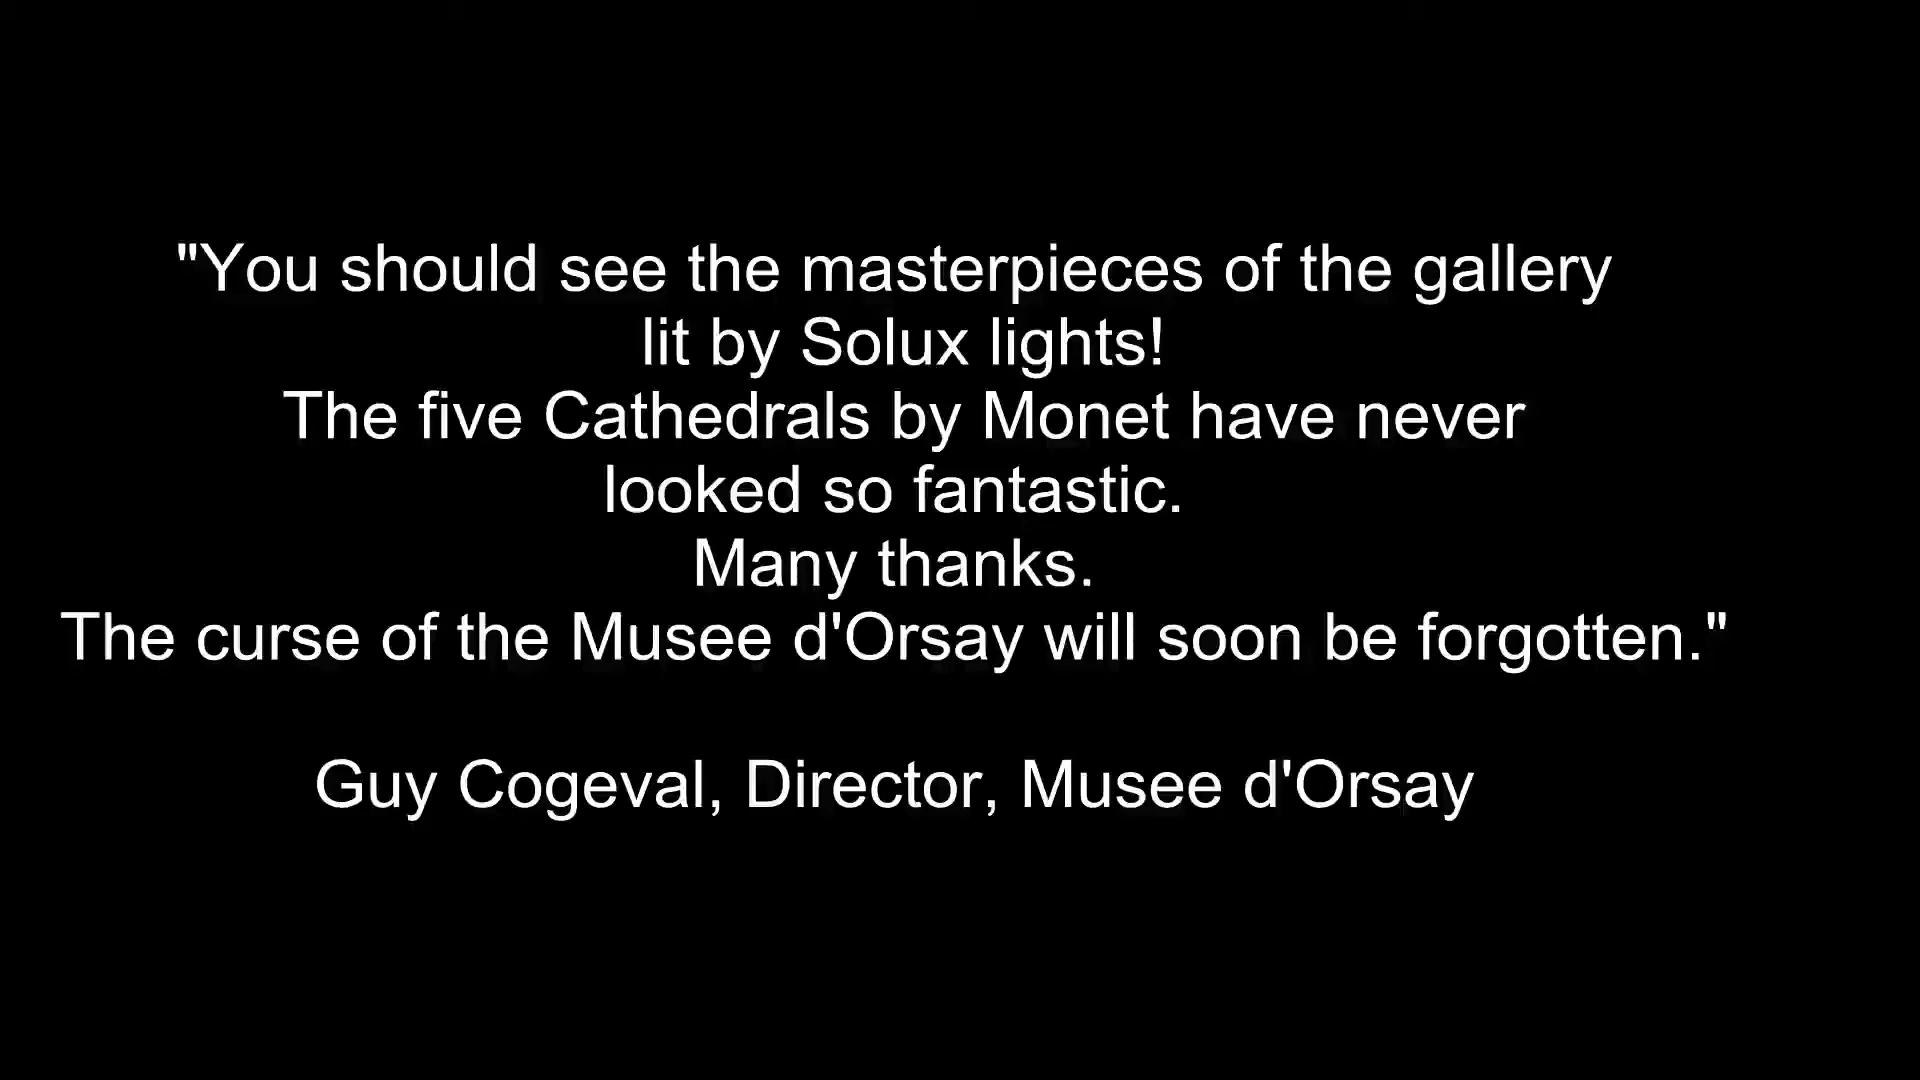 "You should see the masterpieces of the gallery
lit by Solux lights!
The five Cathedrals by Monet have never
looked so fantastic.
Many thanks.
The curse of the Musee d'Orsay will soon be forgotten."
Guy Cogeval, Director, Musee d'Orsay